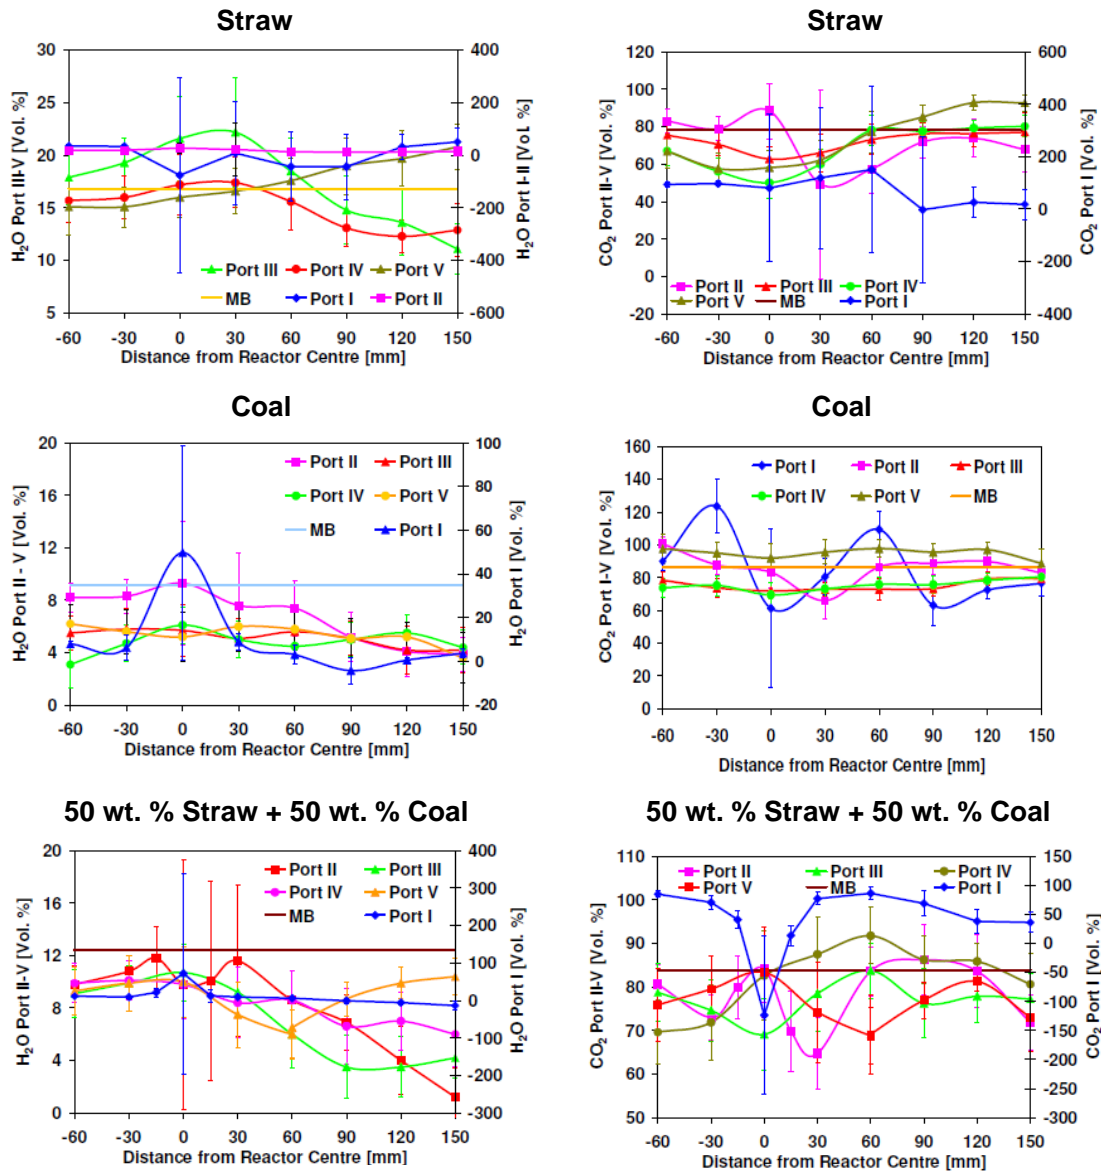 Straw
H2O Port III-IV [Vol. %]
30
25
20
15
10
5
400
200
0
-200
-400
-600
H2O Port I-II [Vol. %]
Port III Port IV Port V
MB Port I Port II
-60 -30 0 30 60 90 120 150
Distance from Reactor Centre [mm]
Straw
CO2 Port II-V [Vol. %]
120
100
80
60
40
20
0
-20
600
400
200
0
-200
-400
CO2 Port I [Vol. %]
Port II Port III Port IV
Port V MB Port I
-60 -30 0 30 60 90 120 150
Distance from Reactor Centre [mm]
Coal
H2O Port II - V [Vol. %]
20
16
12
8
4
0
100
80
60
40
20
0
-20
H2O Port I [Vol. %]
Port II Port III
Port IV Port V
MB Port I
-60 -30 0 30 60 90 120 150
Distance from Reactor Centre [mm]
Coal
CO2 Port I-V [Vol. %]
160
140
120
100
80
60
40
20
0
Port I Port II Port III
Port IV Port V MB
-60 -30 0 30 60 90 120 150
Distance from Reactor Centre [mm]
50 wt. % Straw + 50 wt. % Coal
H2O Port II-V [Vol. %]
20
16
12
8
4
0
400
300
200
100
0
-100
-200
-300
H2O Port I [Vol. %]
Port II Port III
Port IV Port V
MB Port I
-60 -30 0 30 60 90 120 150
Distance from Reactor Centre [mm]
50 wt. % Straw + 50 wt. % Coal
CO2 Port II-V [Vol. %]
110
100
90
80
70
60
50
150
100
50
0
-50
-100
-150
-200
-250
-300
CO2 Port I [Vol. %]
Port II Port III Port IV
Port V MB Port I
-60 -30 0 30 60 90 120 150
Distance from Reactor Centre [mm]